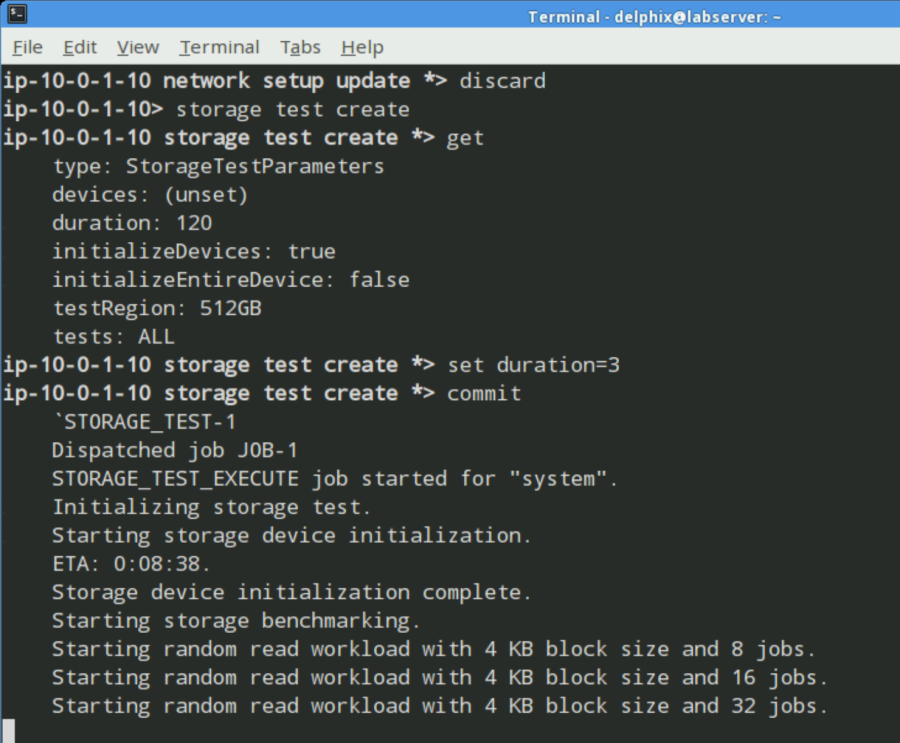 Terminal - delphix@labserver: ~
File Edit View Terminal Tabs Help
ip-10-0-1-10 network setup update *> discard
ip-10-0-1-10> storage test create
ip-10-0-1-10 storage test create *> get
type: StorageTestParameters
devices: (unset)
duration: 120
initializeDevices: true
initializeEntireDevice: false
testRegion: 512GB
tests: ALL
ip-10-0-1-10 storage test create *> set duration=3
ip-10-0-1-10 storage test create *> commit
`STORAGE_TEST-1
Dispatched job JOB-1
STORAGE_TEST_EXECUTE job started for "system".
Initializing storage test.
Starting storage device initialization.
ETA: 0:08:38.
Storage device initialization complete.
Starting storage benchmarking.
Starting random read workload with 4 KB block size and 8 jobs.
Starting random read workload with 4 KB block size and 16 jobs.
Starting random read workload with 4 KB block size and 32 jobs.